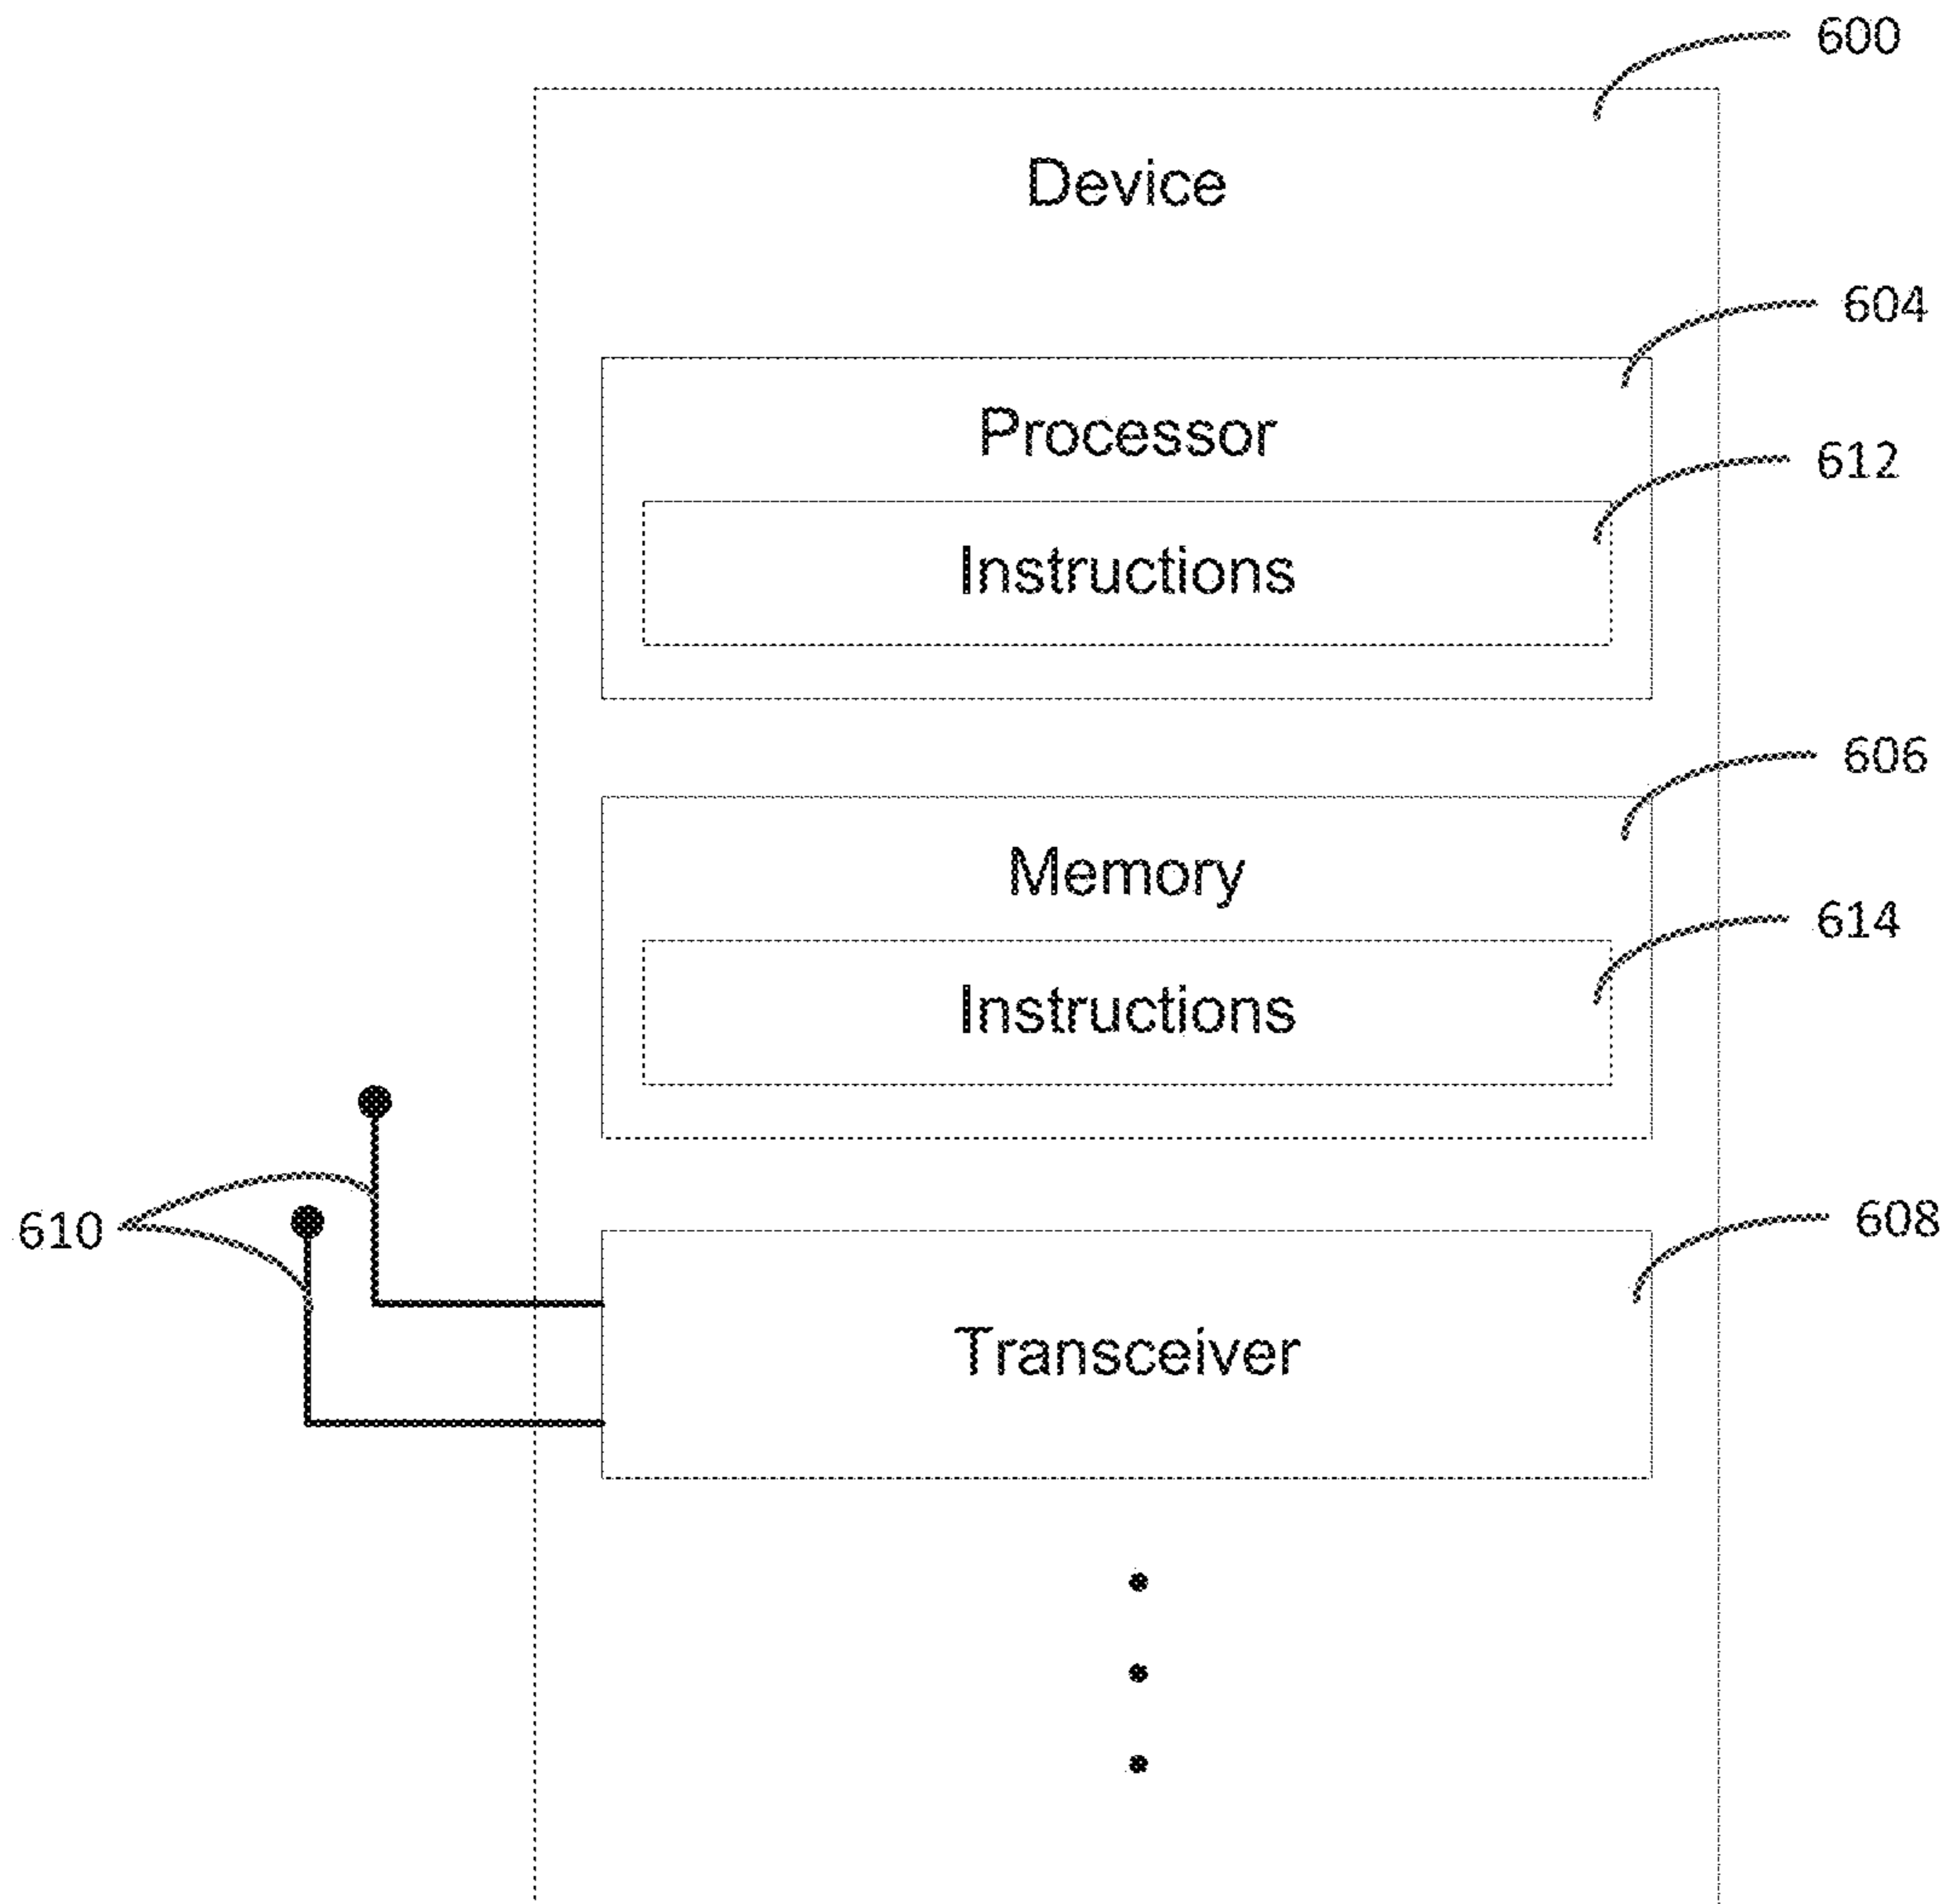 600
Device
604
Processor
612
Instructions
606
Memory
614
Instructions
610
608
Transceiver